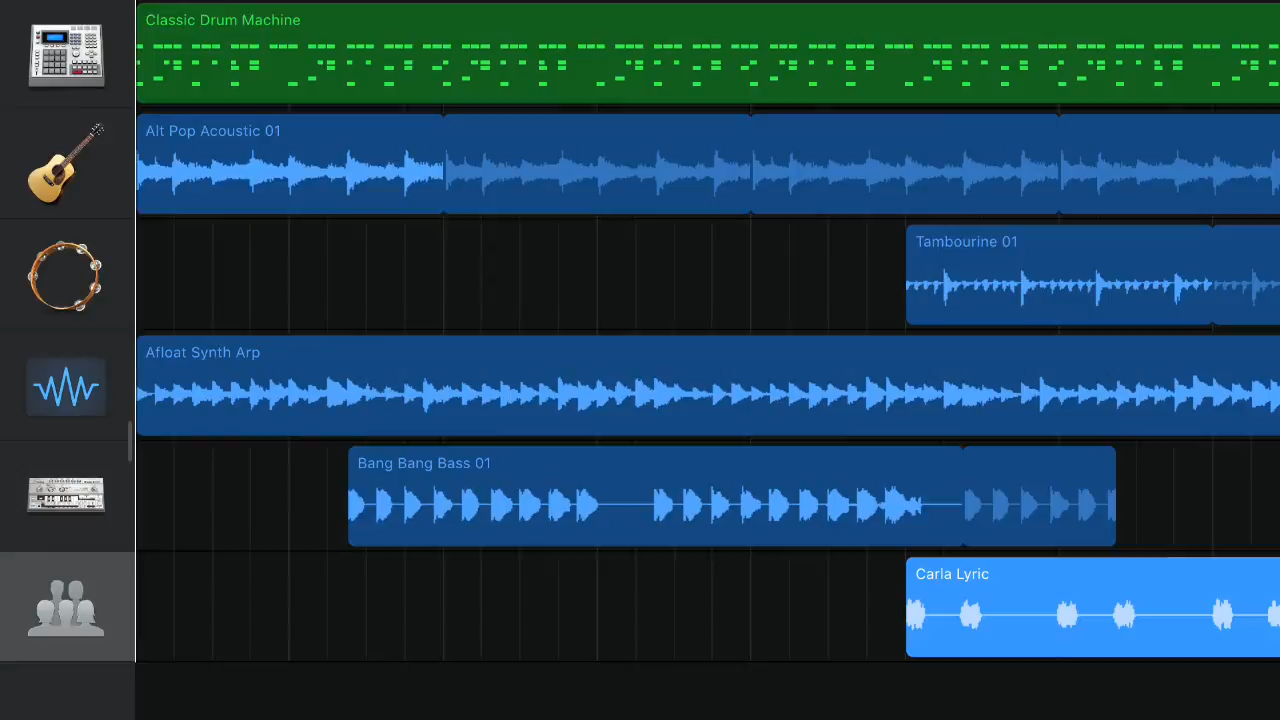 Classic Drum Machine
Alt Pop Acoustic 01
Tambourine 01
Afloat Synth Arp
Bang Bang Bass 01
Carla Lyric